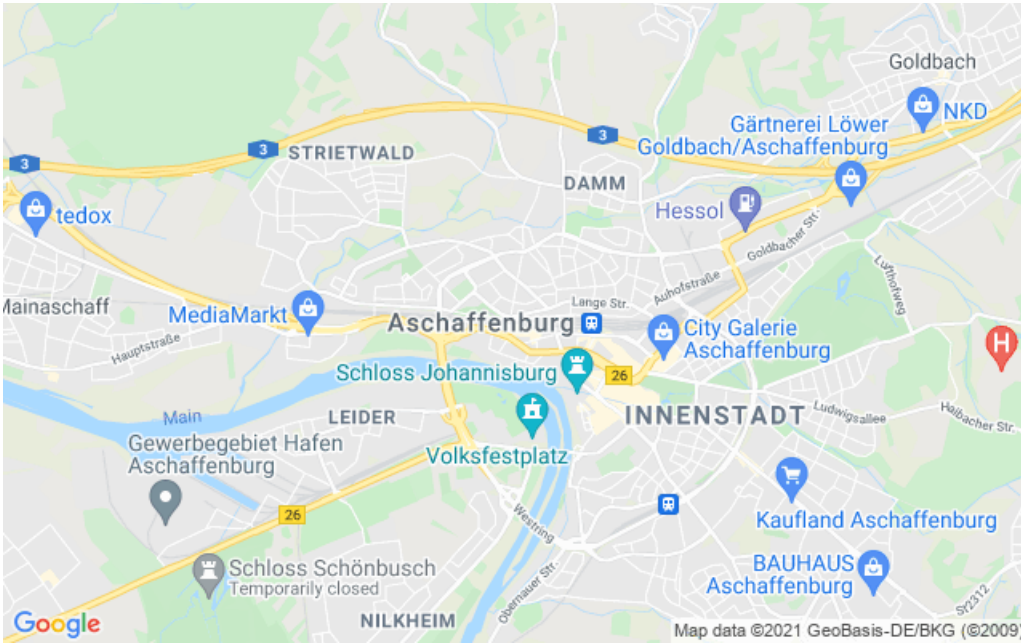 Goldbach
3
NKD
Gärtnerei Löwer
Goldbach/Aschaffenburg
3
3
STRIETWALD
DAMM
Hessol
tedox
Goldbacher Str.
Lufthofweg
Auhofstraße
Lange Str.
Mainaschaff
MediaMarkt
Aschaffenburg
City Galerie
Aschaffenburg
Hauptstraße
H
Schloss Johannisburg
26
Main
LEIDER
INNENSTADT
Ludwigsallee
Haibacher Str.
Gewerbegebiet Hafen
Aschaffenburg
Volksfestplatz
26
Westring
Kaufland Aschaffenburg
Schloss Schönbusch
Temporarily closed
Obernauer Str.
BAUHAUS
Aschaffenburg
St2312
NILKHEIM
Google
Map data ©2021 GeoBasis-DE/BKG (©2009)